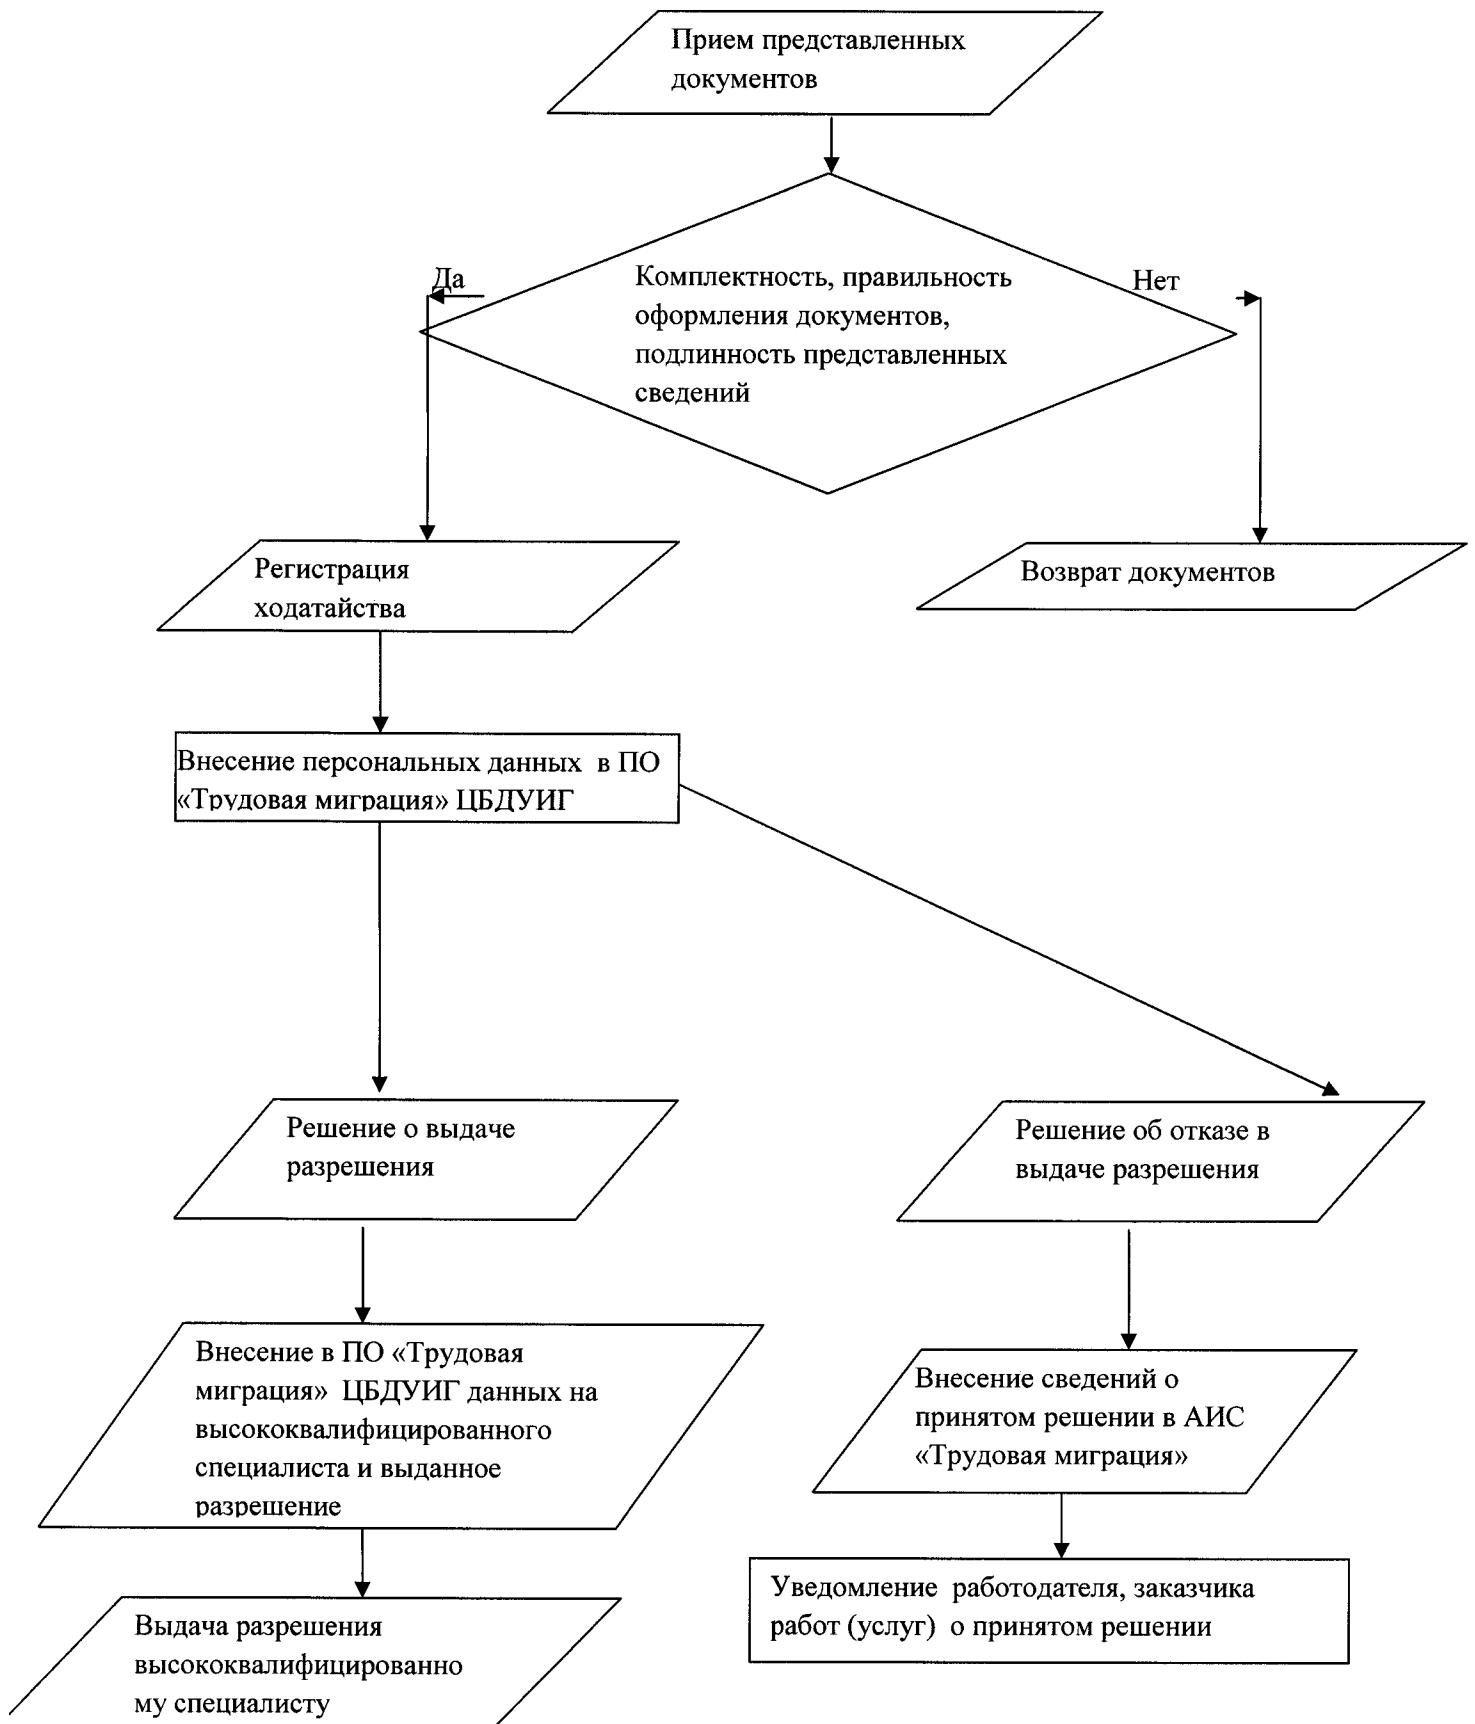 Прием представленных
документов
Да
Комплектность, правильность
оформления документов,
подлинность представленных
сведений
Нет
Регистрация
ходатайства
Возврат документов
Внесение персональных данных в ПО
«Трудовая миграция» ЦБДУИГ
Решение о выдаче
разрешения
Решение об отказе в
выдаче разрешения
Внесение в ПО «Трудовая
миграция» ЦБДУИГ данных на
высококвалифицированного
специалиста и выданное
разрешение
Внесение сведений о
принятом решении в АИС
«Трудовая миграция»
Уведомление работодателя, заказчика
работ (услуг) о принятом решении
Выдача разрешения
высококвалифицированно
му специалисту